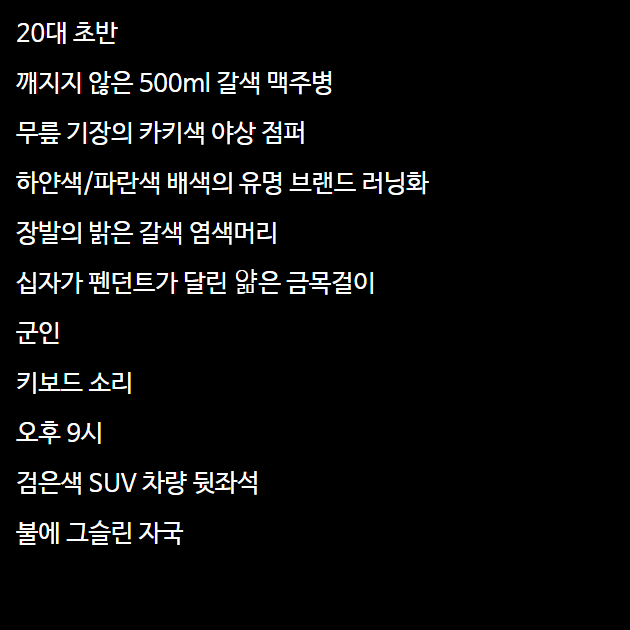 20대 초반
깨지지 않은 500ml 갈색 맥주병
무릎 기장의 카키색 야상 점퍼
하얀색/파란색 배색의 유명 브랜드 러닝화
장발의 밝은 갈색 염색머리
십자가 펜던트가 달린 얆은 금목걸이
군인
키보드 소리
오후 9시
검은색 SUV 차량 뒷좌석
불에 그슬린 자국